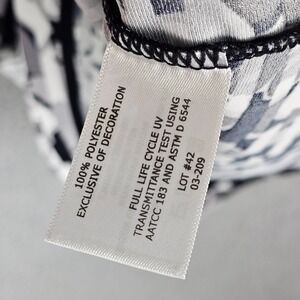 100% POLYESTER
EXCLUSIVE OF DECORATION
FULL LIFE CYCLE UV
TRANSMITTANCE TEST USING
AATCC 183 AND ASTM D 6544
LOT #42
03-209